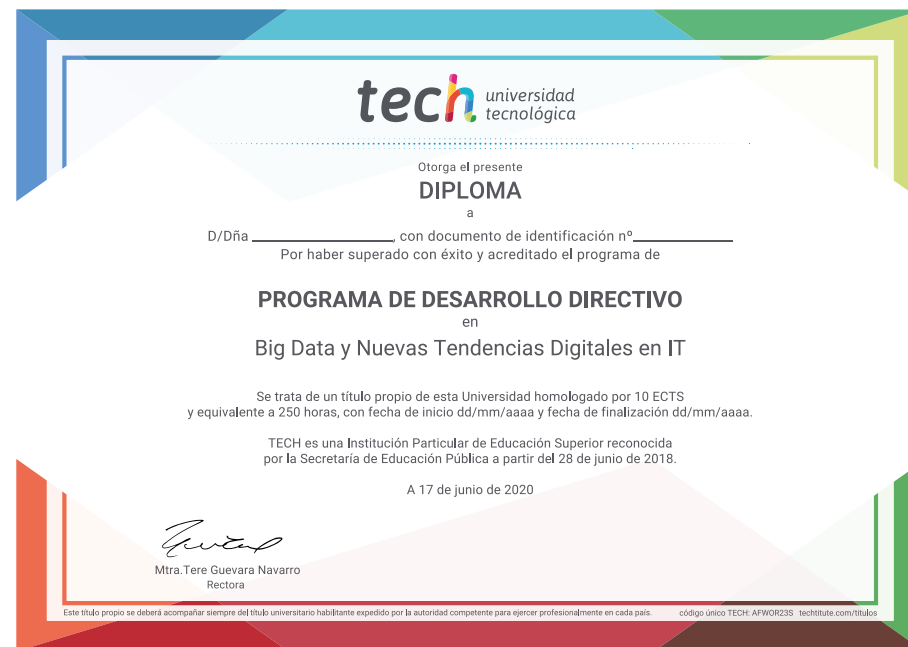 tech universidad
tecnológica
Otorga el presente
DIPLOMA
a
D/Dña ____________, con documento de identificación nº____________
Por haber superado con éxito y acreditado el programa de
PROGRAMA DE DESARROLLO DIRECTIVO
en
Big Data y Nuevas Tendencias Digitales en IT
Se trata de un título propio de esta Universidad homologado por 10 ECTS
y equivalente a 250 horas, con fecha de inicio dd/mm/aaaa y fecha de finalización dd/mm/aaaa.
TECH es una Institución Particular de Educación Superior reconocida
por la Secretaría de Educación Pública a partir del 28 de junio de 2018.
A 17 de junio de 2020
Mtra.Tere Guevara Navarro
Rectora
Este título propio se deberá acompañar siempre del título universitario habilitante expedido por la autoridad competente para ejercer profesionalmente en cada país. código único TECH: AFWOR23S techtitute.com/titulos